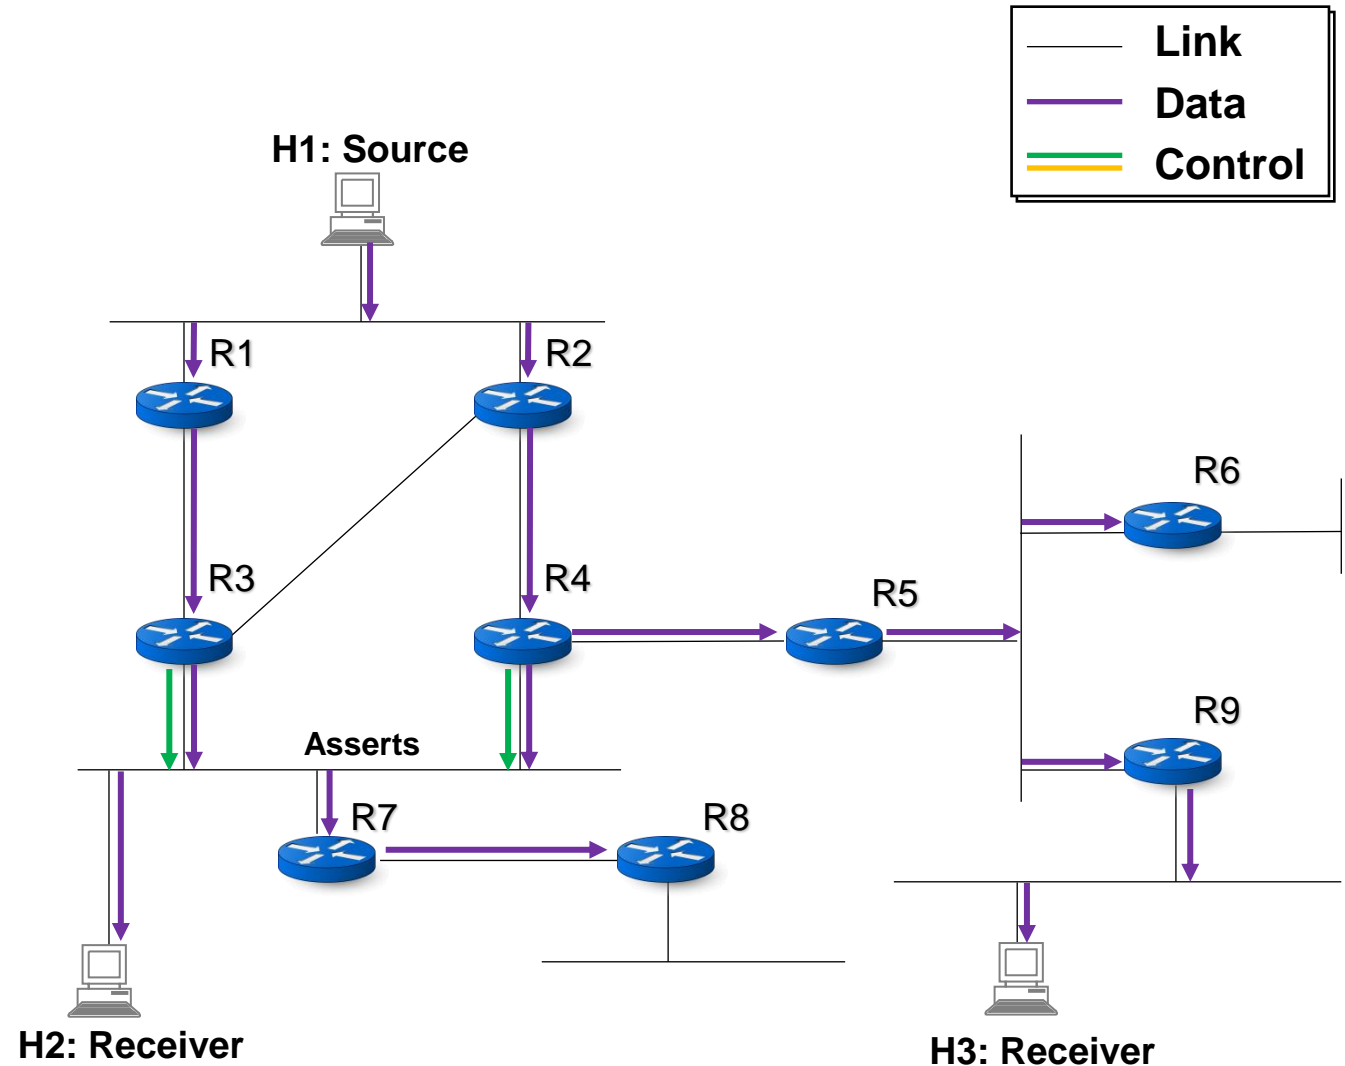 Link
Data
Control
H1: Source
R1
R2
R3
R4
R5
R6
R9
Asserts
R7
R8
H2: Receiver
H3: Receiver